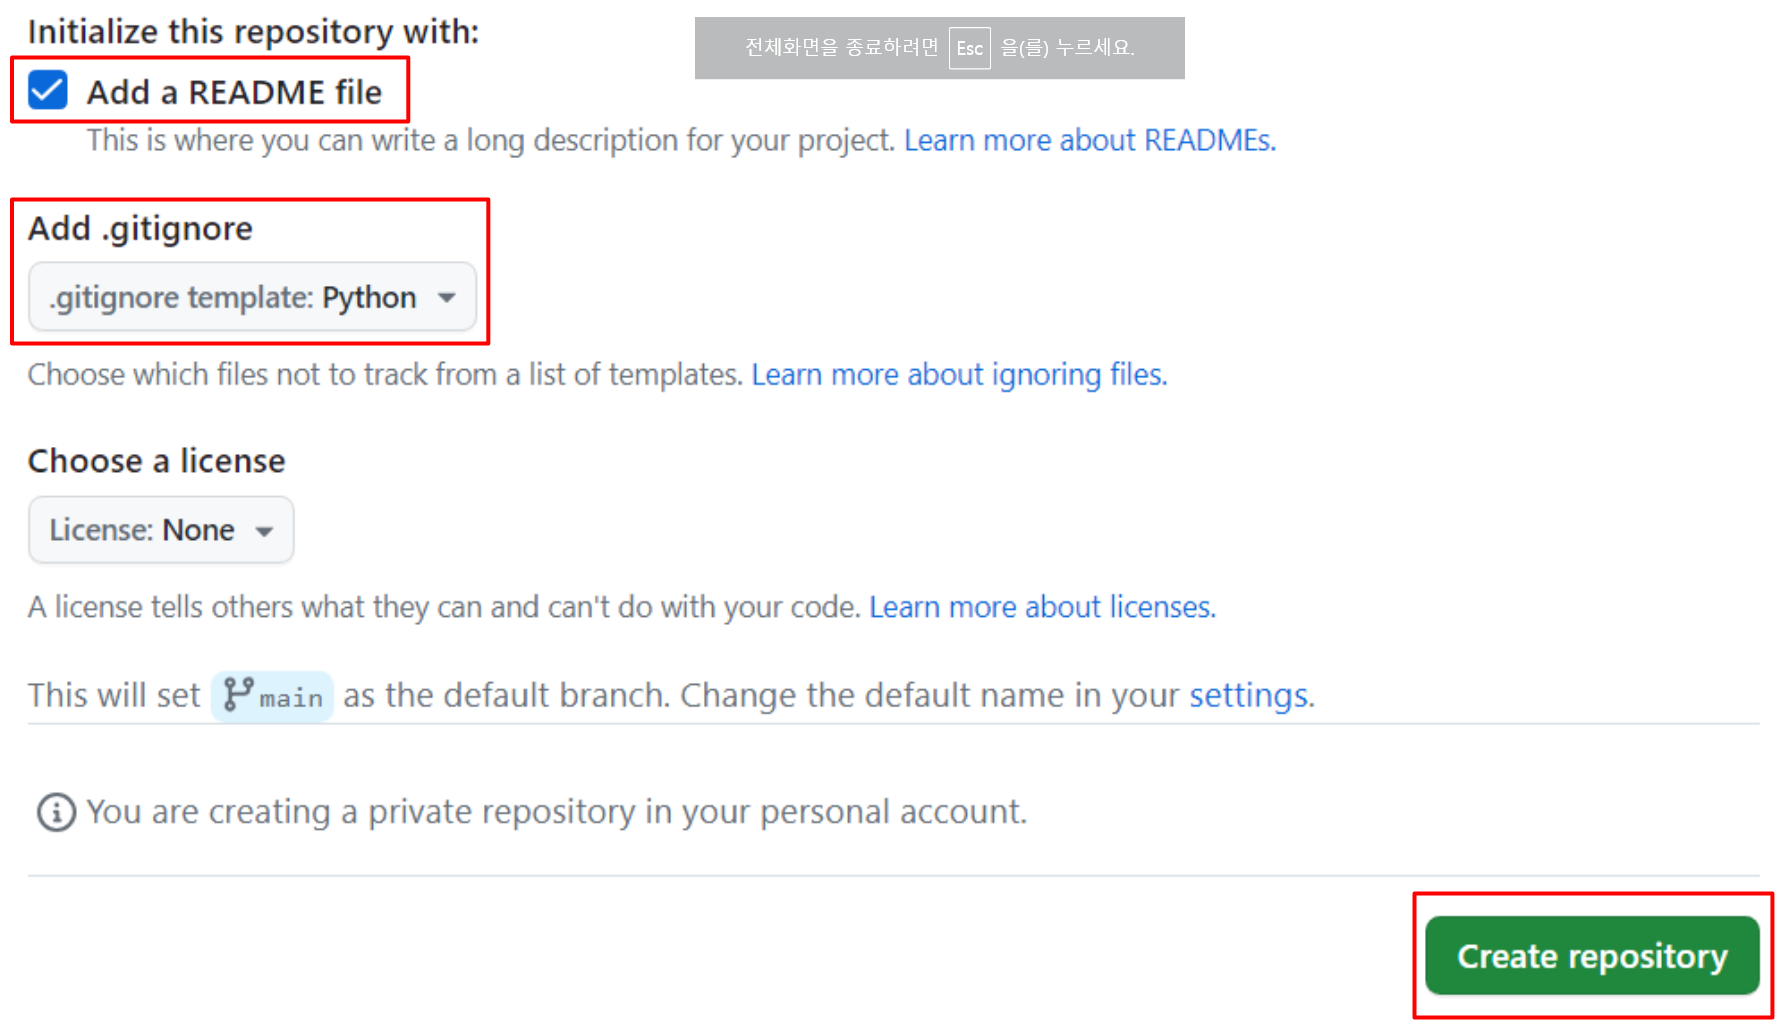 Initialize this repository with:
전체화면을 종료하려면 Esc 을(를) 누르세요.
Add a README file
This is where you can write a long description for your project. Learn more about READMEs.
Add .gitignore
.gitignore template: Python
Choose which files not to track from a list of templates. Learn more about ignoring files.
Choose a license
License: None
A license tells others what they can and can't do with your code. Learn more about licenses.
This will set main as the default branch. Change the default name in your settings.
You are creating a private repository in your personal account.
Create repository